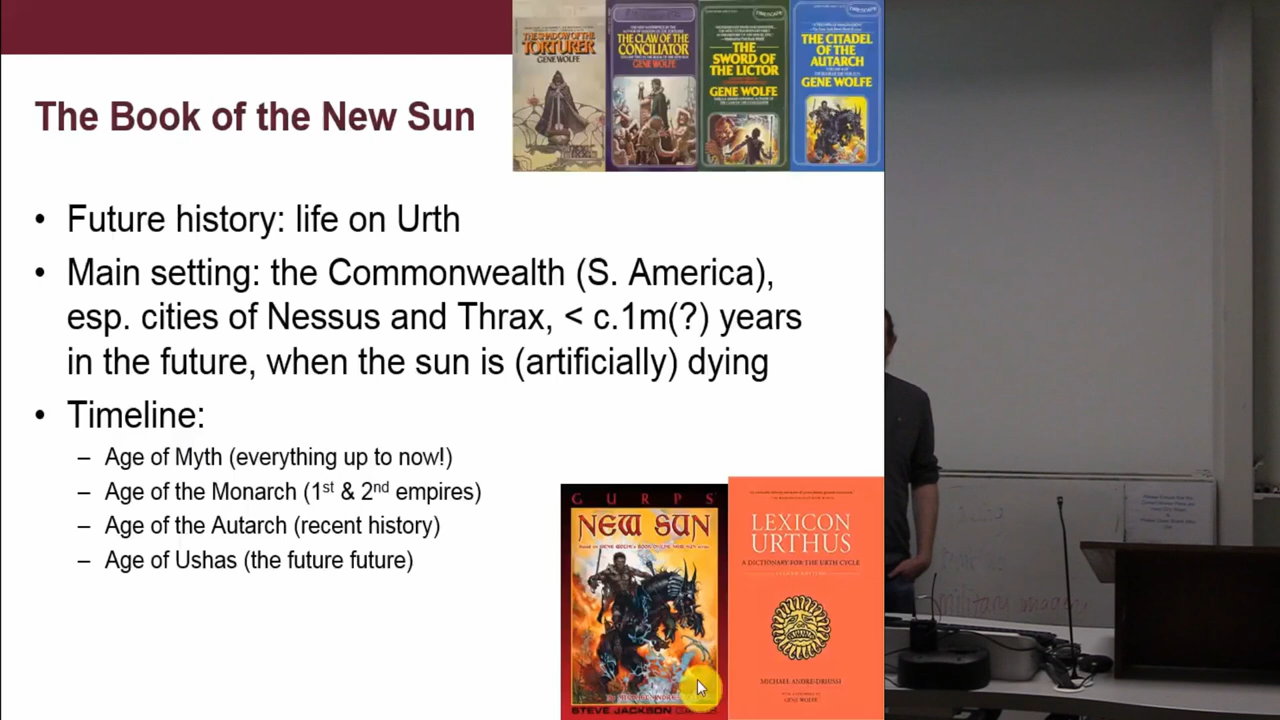 THE SHADOW OF THE
TORTURER
GENE WOLFE
THE CLAW OF THE
CONCILIATOR
GENE WOLFE
THE
SWORD OF
THE LICTOR
GENE WOLFE
THE CITADEL
OF THE
AUTARCH
GENE WOLFE
The Book of the New Sun
• Future history: life on Urth
• Main setting: the Commonwealth (S. America),
esp. cities of Nessus and Thrax, < c.1m(?) years
in the future, when the sun is (artificially) dying
• Timeline:
– Age of Myth (everything up to now!)
– Age of the Monarch (1st & 2nd empires)
– Age of the Autarch (recent history)
– Age of Ushas (the future future)
GURPS
NEW SUN
STEVE JACKSON GAMES
LEXICON
URTHUS
A DICTIONARY FOR THE URTH CYCLE
MICHAEL ANDRE-DRIUSSI
GENE WOLFE
military images